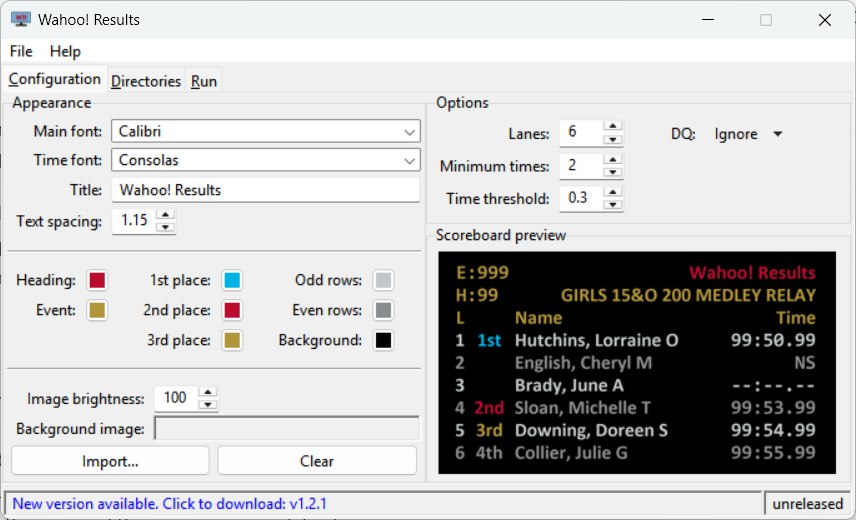 Wahoo! Results
File Help
Configuration Directories Run
Appearance
Main font: Calibri
Time font: Consolas
Title: Wahoo! Results
Text spacing: 1.15
Heading: 1st place: Odd rows:
Event: 2nd place: Even rows:
3rd place: Background:
Image brightness: 100
Background image:
Import... Clear
Options
Lanes: 6 DQ: Ignore
Minimum times: 2
Time threshold: 0.3
Scoreboard preview
E:999 Wahoo! Results
H:99 GIRLS 15&O 200 MEDLEY RELAY
L Name Time
1 1st Hutchins, Lorraine O 99:50.99
2 English, Cheryl M NS
3 Brady, June A --:--.--
4 2nd Sloan, Michelle T 99:53.99
5 3rd Downing, Doreen S 99:54.99
6 4th Collier, Julie G 99:55.99
New version available. Click to download: v1.2.1 unreleased